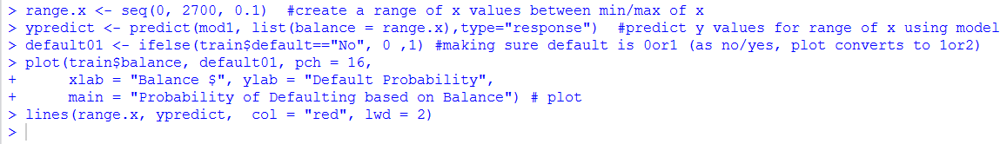 > range.x <- seq(0, 2700, 0.1)  #create a range of x values between min/max of x
> ypredict <- predict(mod1, list(balance = range.x),type="response")  #predict y values for range of x using model
> default01 <- ifelse(train$default=="No", 0 ,1) #making sure default is 0or1 (as no/yes, plot converts to 1or2)
> plot(train$balance, default01, pch = 16,
+      xlab = "Balance $", ylab = "Default Probability",
+      main = "Probability of Defaulting based on Balance") # plot
> lines(range.x, ypredict,  col = "red", lwd = 2)
>